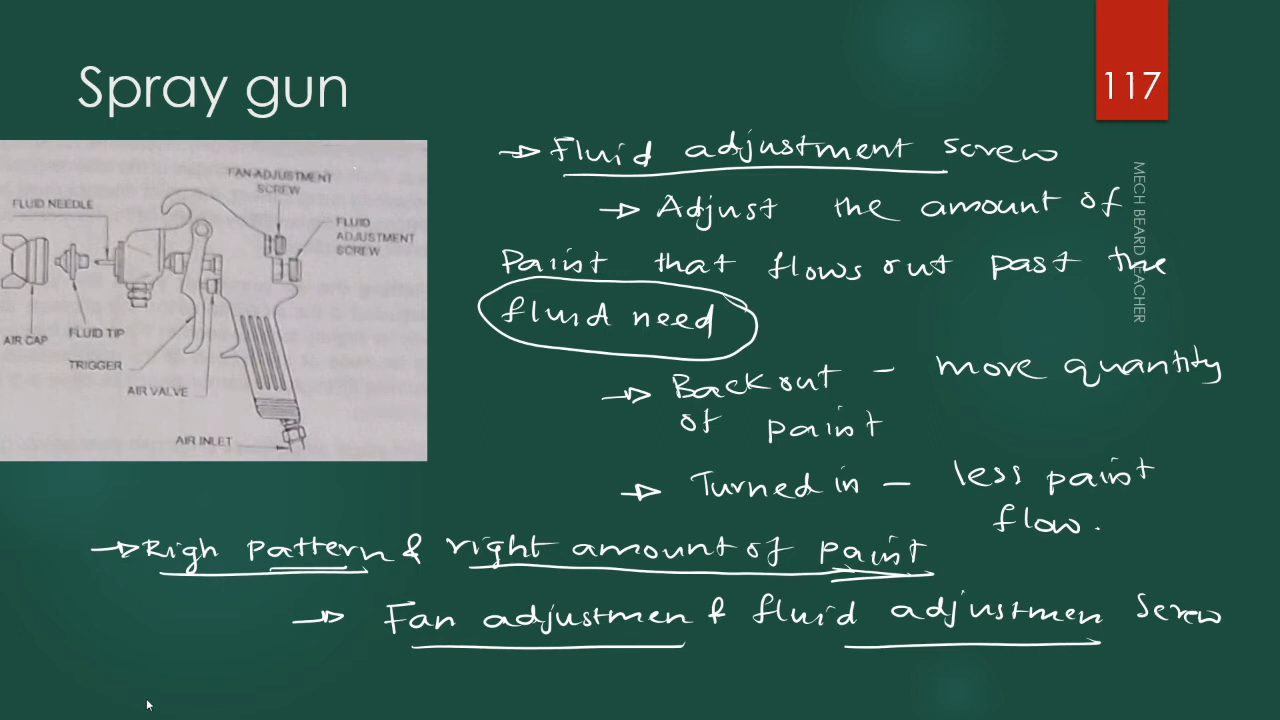 Spray gun
117
FAN-ADJUSTMENT
SCREW
FLUID NEEDLE
FLUID
ADJUSTMENT
SCREW
AIR CAP
FLUID TIP
TRIGGER
AIR VALVE
AIR INLET
→ Fluid adjustment screw
→ Adjust the amount of
Paint that flows out past the
fluid need
→ Back out – more quantity
of paint
→ Turned in – less paint
flow.
→ Righ pattern & right amount of paint
→ Fan adjustmen & fluid adjustmen screw
MECH BEARD TEACHER